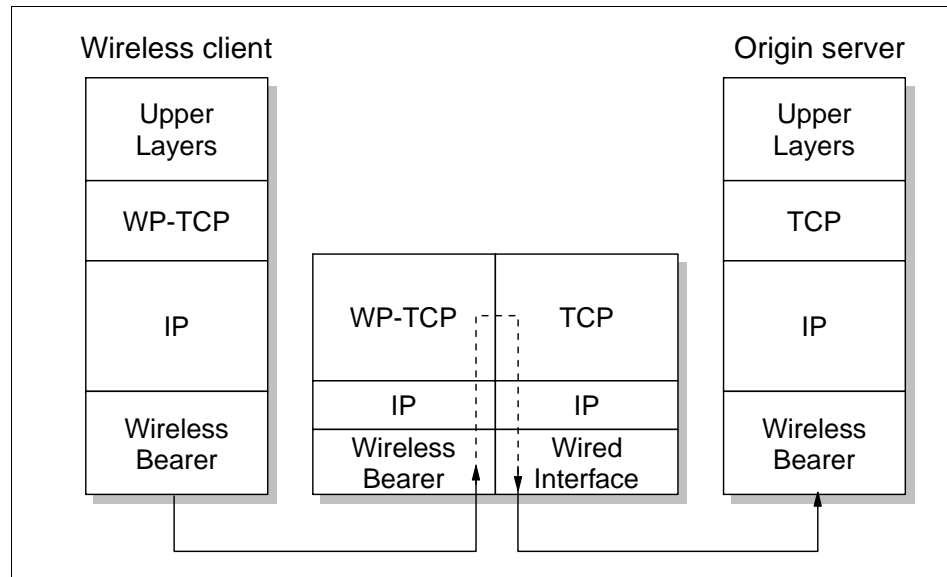 Wireless client
Origin server
Upper
Layers
WP-TCP
IP
Wireless
Bearer
WP-TCP
TCP
IP
IP
Wireless
Bearer
Wired
Interface
Upper
Layers
TCP
IP
Wireless
Bearer